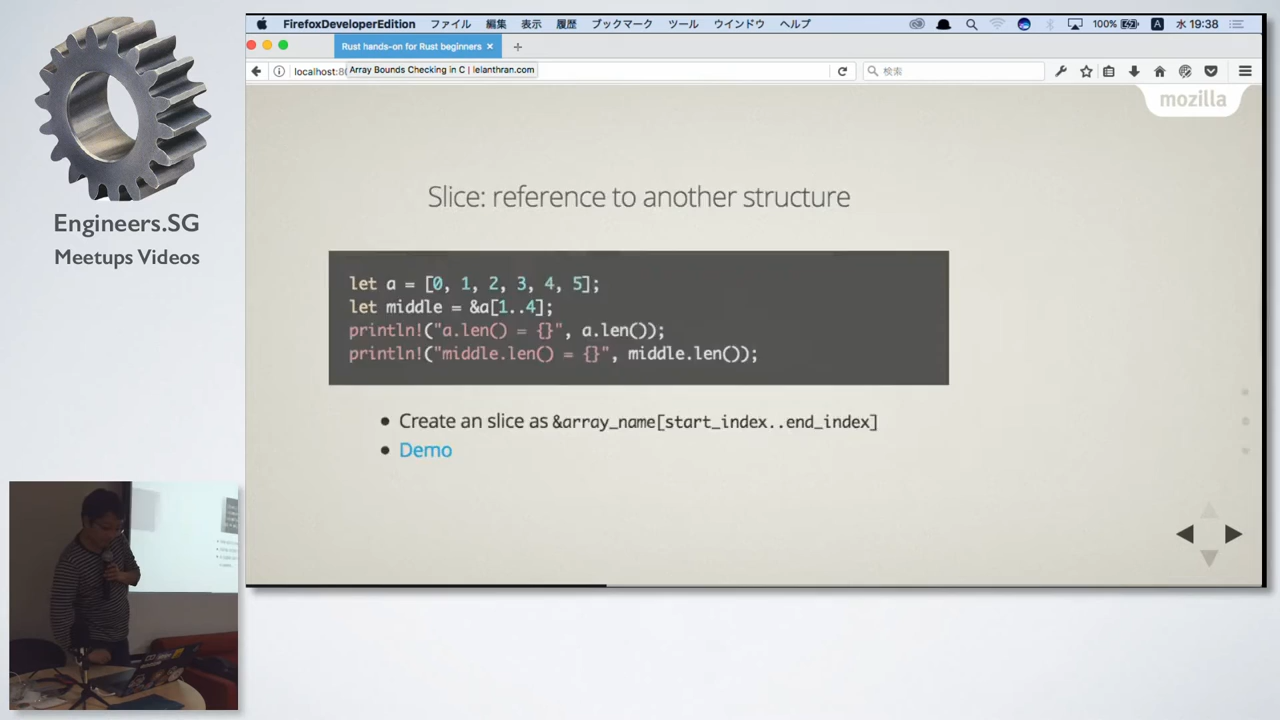 FirefoxDeveloperEdition ファイル 編集 表示 履歴 ブックマーク ツール ウインドウ ヘルプ 100% A 水 19:38
Rust hands-on for Rust beginners × +
localhost:8 検索
Array Bounds Checking in C | lelanthran.com
mozilla
Engineers.SG
Meetups Videos
Slice: reference to another structure
let a = [0, 1, 2, 3, 4, 5];
let middle = &a[1..4];
println!("a.len() = {}", a.len());
println!("middle.len() = {}", middle.len());
• Create an slice as &array_name[start_index..end_index]
• Demo